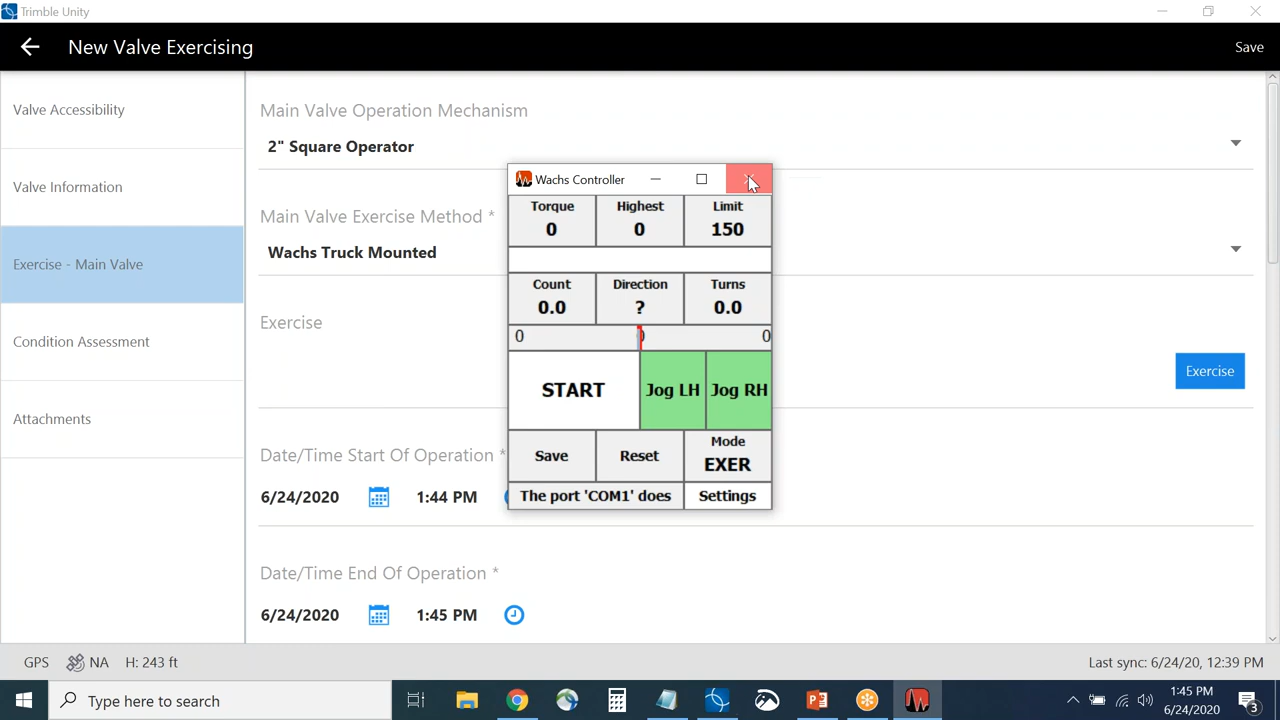 Trimble Unity
New Valve Exercising
Save
Valve Accessibility
Valve Information
Exercise - Main Valve
Condition Assessment
Attachments
Main Valve Operation Mechanism
2" Square Operator
Main Valve Exercise Method *
Wachs Truck Mounted
Exercise
Exercise
Date/Time Start Of Operation *
6/24/2020 1:44 PM
Date/Time End Of Operation *
6/24/2020 1:45 PM
Wachs Controller
Torque Highest Limit
0 0 150
Count Direction Turns
0.0 ? 0.0
0 0 0
START Jog LH Jog RH
Save Reset Mode
EXER
The port 'COM1' does Settings
GPS NA H: 243 ft
Last sync: 6/24/20, 12:39 PM
Type here to search
1:45 PM
6/24/2020
3